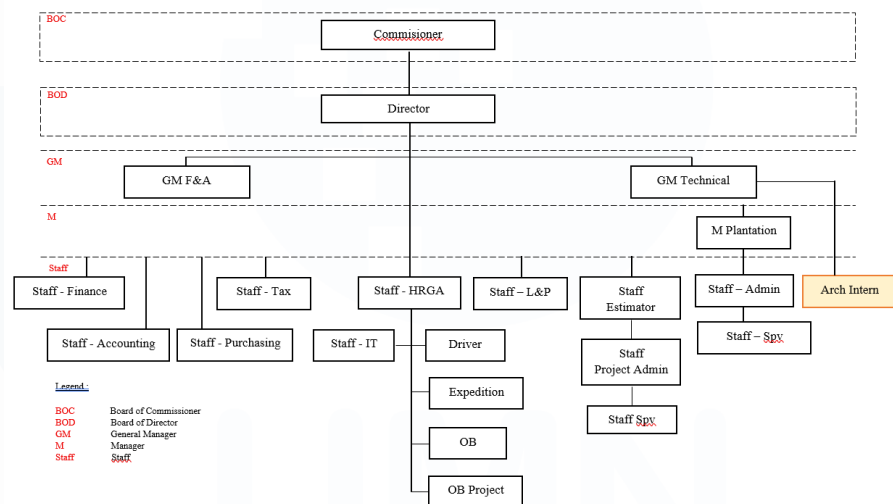 BOC
Commisioner
BOD
Director
GM
GM F&A
GM Technical
M
M Plantation
Staff
Staff - Finance
Staff - Tax
Staff - HRGA
Staff – L&P
Staff
Estimator
Staff – Admin
Arch Intern
Staff - Accounting
Staff - Purchasing
Staff - IT
Driver
Staff
Project Admin
Staff – Spv
Expedition
Staff Spv
OB
OB Project
Legend :
BOC Board of Commissioner
BOD Board of Director
GM General Manager
M Manager
Staff Staff